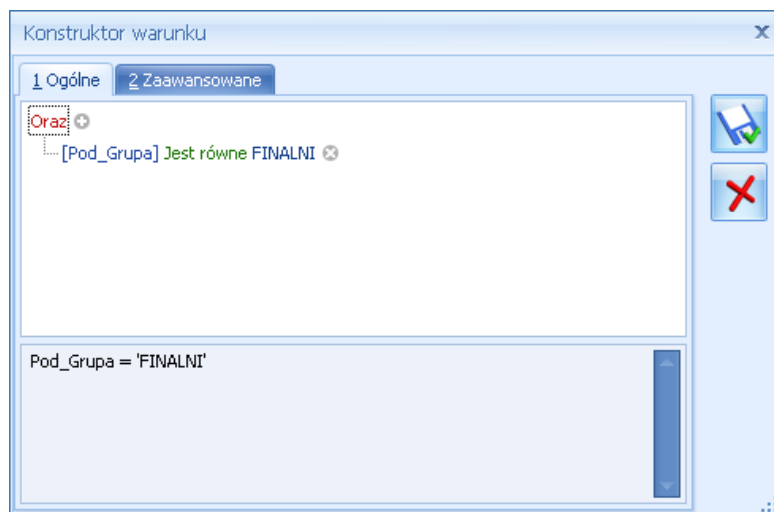 Konstruktor warunku
1 Ogólne 2 Zaawansowane
Oraz
[Pod_Grupa] Jest równe FINALNI
Pod_Grupa = 'FINALNI'